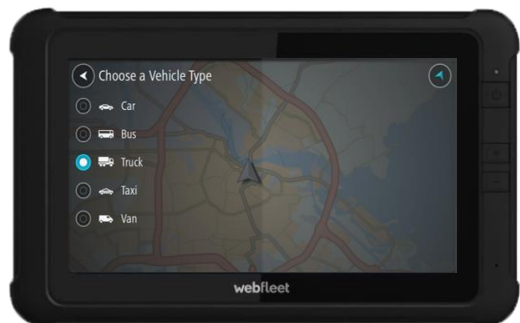 Choose a Vehicle Type
Car
Bus
Truck
Taxi
Van
webfleet